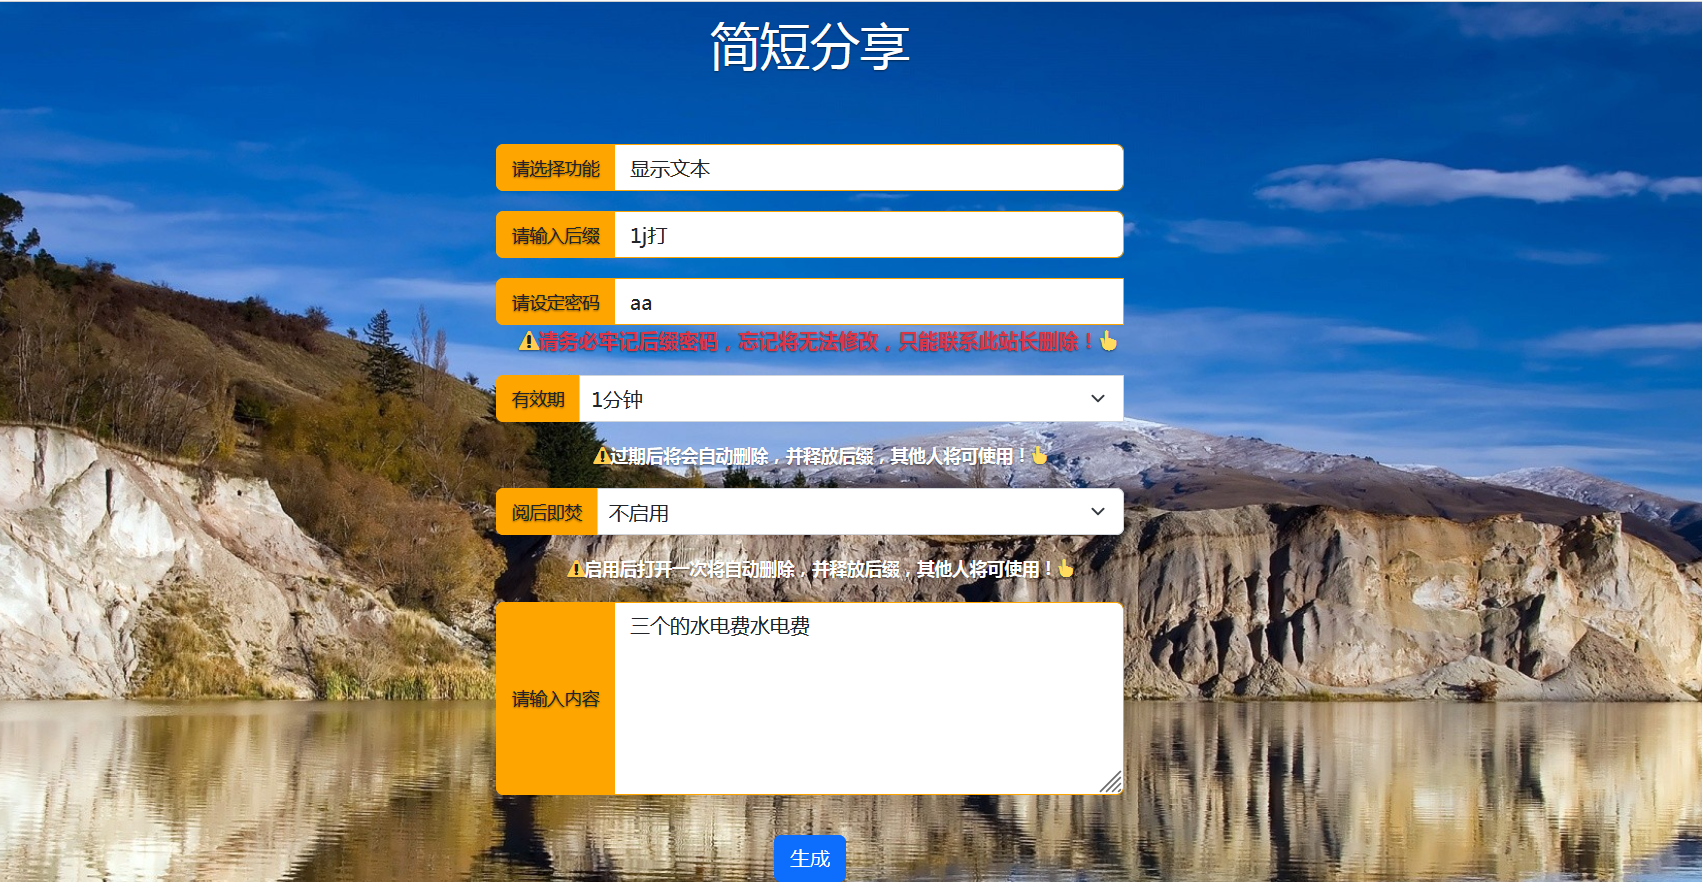 简短分享
请选择功能 显示文本
请输入后缀 1j打
请设定密码 aa
⚠请务必牢记后缀密码，忘记将无法修改，只能联系此站长删除！👆
有效期 1分钟
⚠过期后将会自动删除，并释放后缀，其他人将可使用！👆
阅后即焚 不启用
⚠启用后打开一次将自动删除，并释放后缀，其他人将可使用！👆
请输入内容 三个的水电费水电费
生成